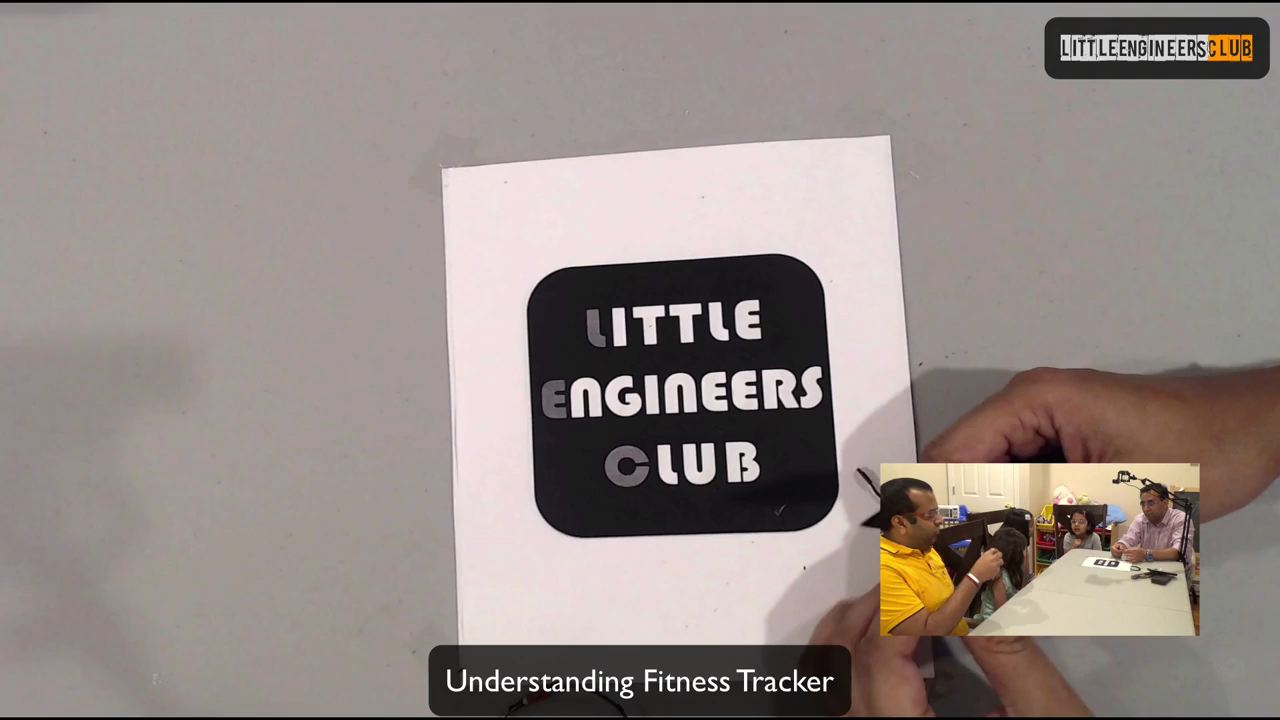 LITTLEENGINEERSCLUB
LITTLE
ENGINEERS
CLUB
Understanding Fitness Tracker